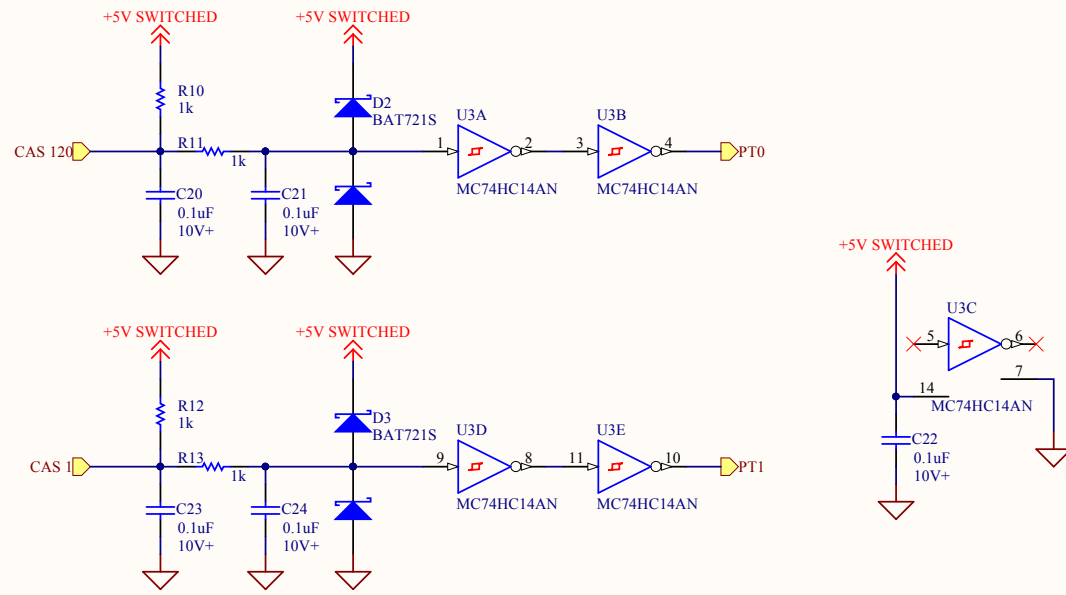 +5V SWITCHED
+5V SWITCHED
R10
1k
D2
BAT721S
U3A
U3B
CAS 120
R11
1k
1
2
3
4
PT0
MC74HC14AN
MC74HC14AN
C20
0.1uF
10V+
C21
0.1uF
10V+
+5V SWITCHED
U3C
5
6
7
14
MC74HC14AN
C22
0.1uF
10V+
+5V SWITCHED
+5V SWITCHED
R12
1k
D3
BAT721S
U3D
U3E
CAS 1
R13
1k
9
8
11
10
PT1
MC74HC14AN
MC74HC14AN
C23
0.1uF
10V+
C24
0.1uF
10V+